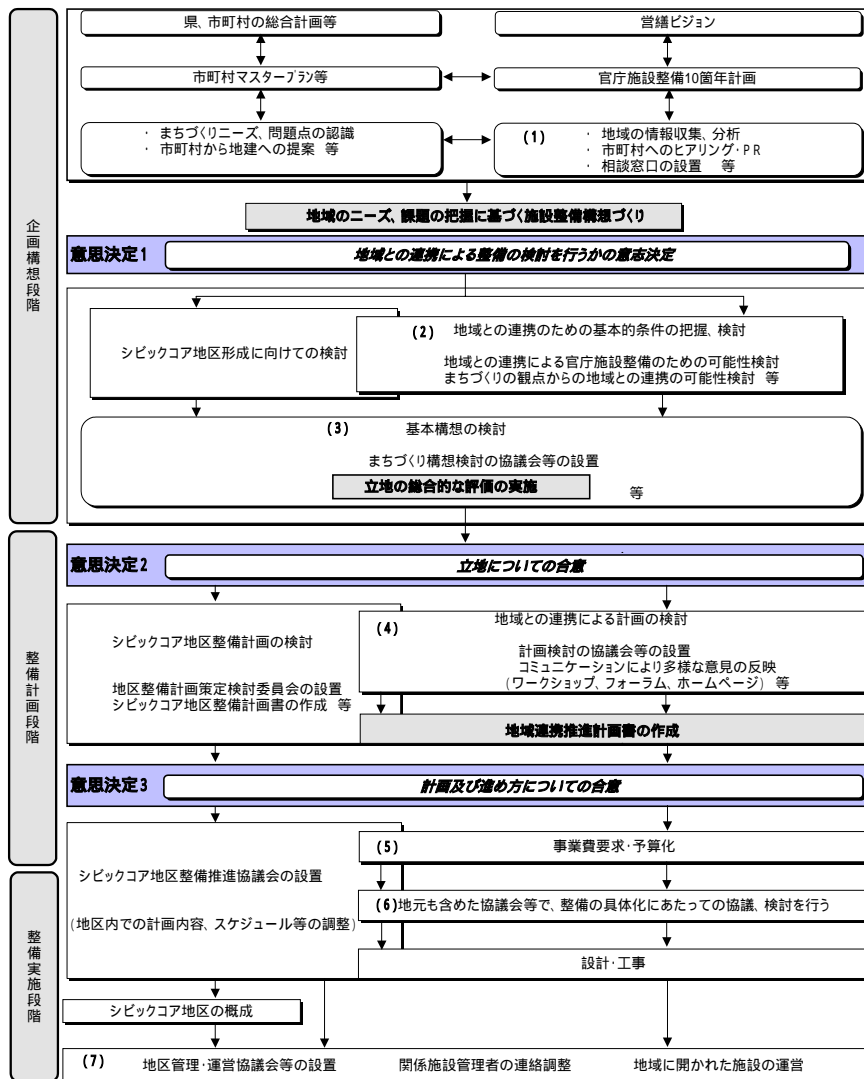 県、市町村の総合計画等
営繕ビジョン
市町村マスタープラン等
官庁施設整備10箇年計画
・ まちづくりニーズ、問題点の認識
・ 市町村から地建への提案 等
(1)
・ 地域の情報収集、分析
・ 市町村へのヒアリング・PR
・ 相談窓口の設置 等
企画構想段階
地域のニーズ、課題の把握に基づく施設整備構想づくり
意思決定1
地域との連携による整備の検討を行うかの意志決定
シビックコア地区形成に向けての検討
(2) 地域との連携のための基本的条件の把握、検討
地域との連携による官庁施設整備のための可能性検討
まちづくりの観点からの地域との連携の可能性検討 等
(3) 基本構想の検討
まちづくり構想検討の協議会等の設置
立地の総合的な評価の実施 等
整備計画段階
意思決定2
立地についての合意
シビックコア地区整備計画の検討
地区整備計画策定検討委員会の設置
シビックコア地区整備計画書の作成 等
(4) 地域との連携による計画の検討
計画検討の協議会等の設置
コミュニケーションにより多様な意見の反映
(ワークショップ、フォーラム、ホームページ) 等
地域連携推進計画書の作成
意思決定3
計画及び進め方についての合意
整備実施段階
シビックコア地区整備推進協議会の設置
(地区内での計画内容、スケジュール等の調整)
(5) 事業費要求・予算化
(6)地元も含めた協議会等で、整備の具体化にあたっての協議、検討を行う
設計・工事
シビックコア地区の概成
(7) 地区管理・運営協議会等の設置 関係施設管理者の連絡調整 地域に開かれた施設の運営